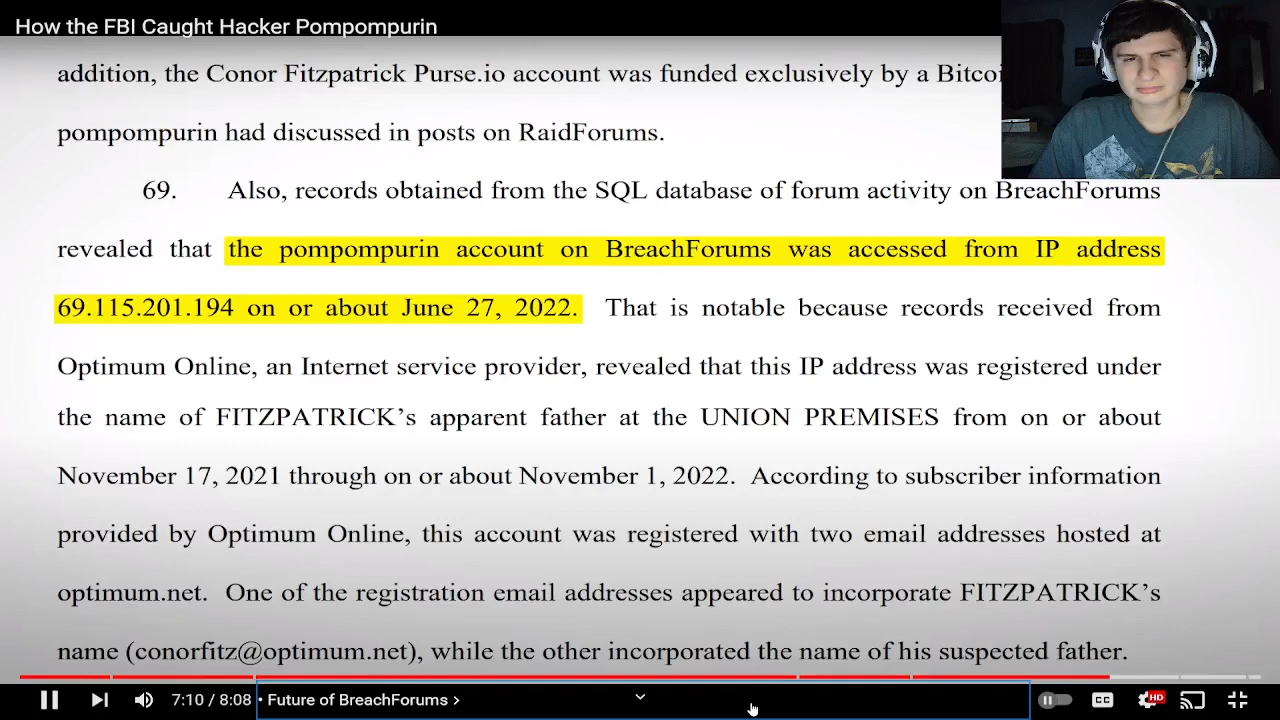 How the FBI Caught Hacker Pompompurin
addition, the Conor Fitzpatrick Purse.io account was funded exclusively by a
pompompurin had discussed in posts on RaidForums.
69. Also, records obtained from the SQL database of forum activity on BreachForums
revealed that the pompompurin account on BreachForums was accessed from IP address
69.115.201.194 on or about June 27, 2022. That is notable because records received from
Optimum Online, an Internet service provider, revealed that this IP address was registered under
the name of FITZPATRICK’s apparent father at the UNION PREMISES from on or about
November 17, 2021 through on or about November 1, 2022. According to subscriber information
provided by Optimum Online, this account was registered with two email addresses hosted at
optimum.net. One of the registration email addresses appeared to incorporate FITZPATRICK’s
name (conorfitz@optimum.net), while the other incorporated the name of his suspected father.
7:10 / 8:08 • Future of BreachForums >
CC HD